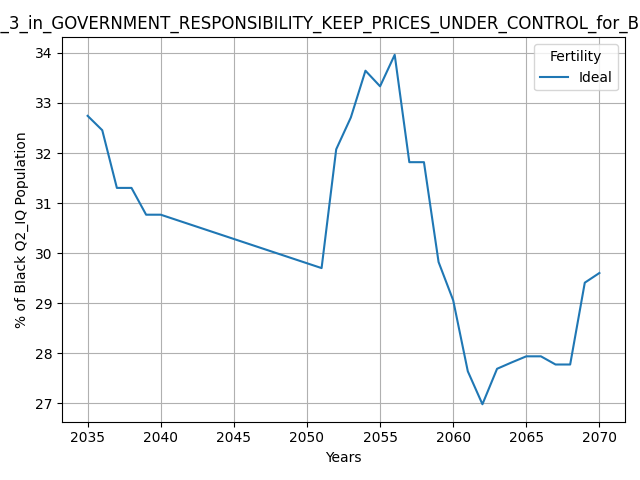 _3_in_GOVERNMENT_RESPONSIBILITY_KEEP_PRICES_UNDER_CONTROL_for_B
Fertility
Ideal
% of Black Q2_IQ Population
34
33
32
31
30
29
28
27
2035 2040 2045 2050 2055 2060 2065 2070
Years